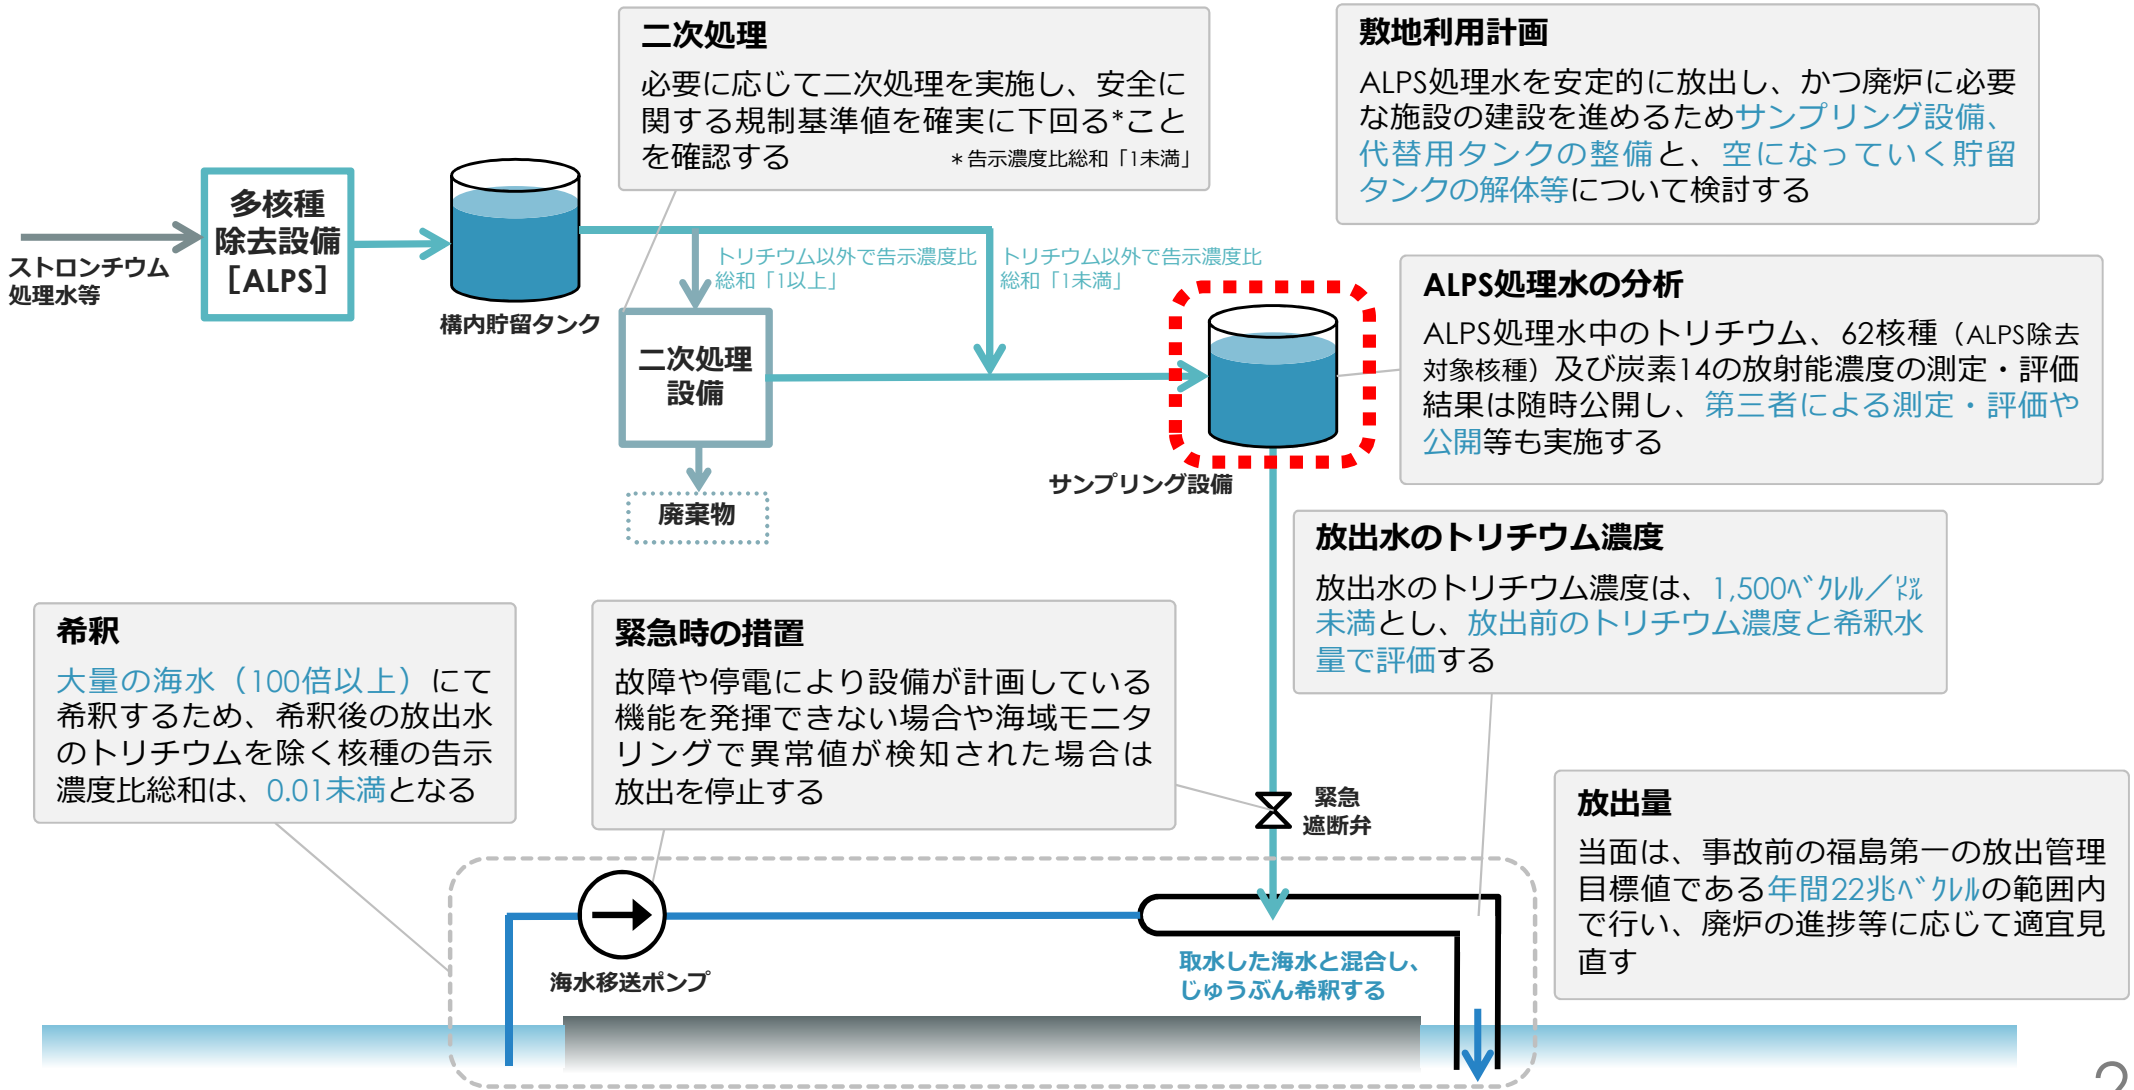 二次処理
必要に応じて二次処理を実施し、安全に
関する規制基準値を確実に下回る*こと
を確認する
＊告示濃度比総和「1未満」
敷地利用計画
ALPS処理水を安定的に放出し、かつ廃炉に必要
な施設の建設を進めるためサンプリング設備、
代替用タンクの整備と、空になっていく貯留
タンクの解体等について検討する
ストロンチウム
処理水等
多核種
除去設備
［ALPS］
構内貯留タンク
トリチウム以外で告示濃度比
総和「1以上」
トリチウム以外で告示濃度比
総和「1未満」
二次処理
設備
廃棄物
サンプリング設備
ALPS処理水の分析
ALPS処理水中のトリチウム、62核種（ALPS除去
対象核種）及び炭素14の放射能濃度の測定・評価
結果は随時公開し、第三者による測定・評価や
公開等も実施する
放出水のトリチウム濃度
放出水のトリチウム濃度は、1,500ﾍﾞｸﾚﾙ／㍑
未満とし、放出前のトリチウム濃度と希釈水
量で評価する
希釈
大量の海水（100倍以上）にて
希釈するため、希釈後の放出水
のトリチウムを除く核種の告示
濃度比総和は、0.01未満となる
緊急時の措置
故障や停電により設備が計画している
機能を発揮できない場合や海域モニタ
リングで異常値が検知された場合は
放出を停止する
緊急
遮断弁
放出量
当面は、事故前の福島第一の放出管理
目標値である年間22兆ﾍﾞｸﾚﾙの範囲内
で行い、廃炉の進捗等に応じて適宜見
直す
海水移送ポンプ
取水した海水と混合し、
じゅうぶん希釈する